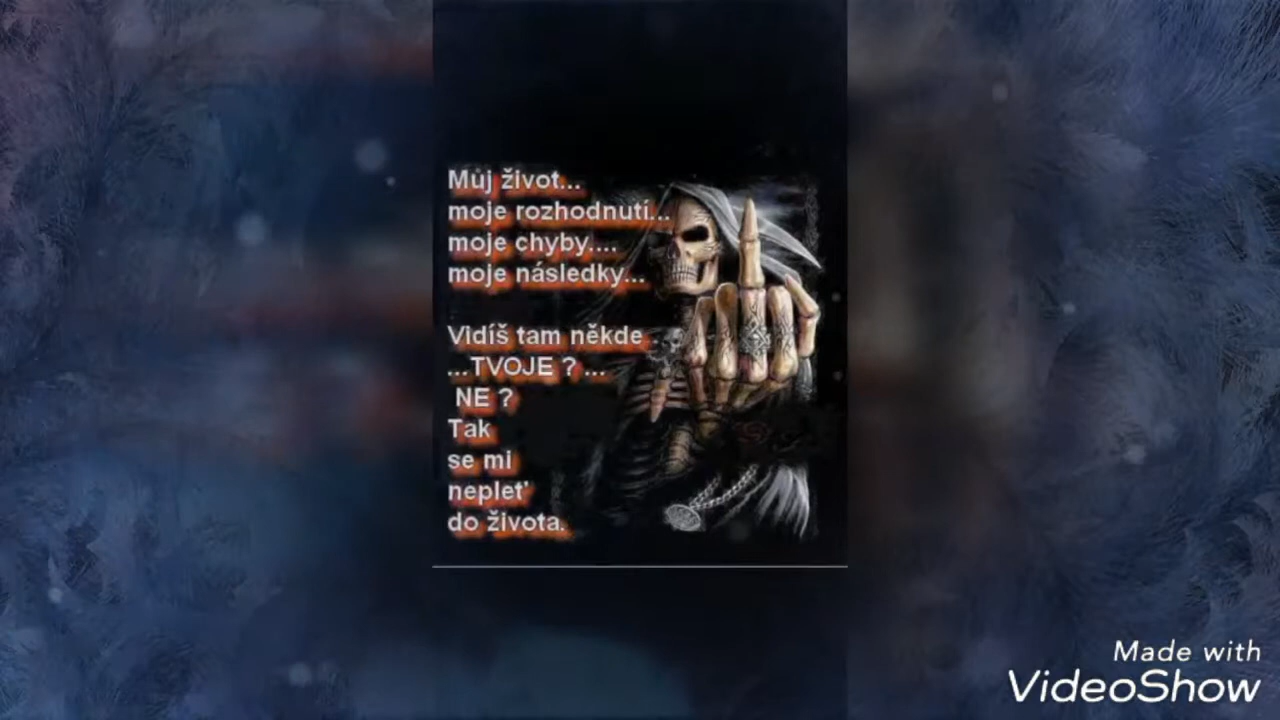 Můj život...
moje rozhodnutí...
moje chyby....
moje následky...
Vidíš tam někde
...TVOJE ? ...
NE ?
Tak
se mi
nepleť
do života.
Made with
VideoShow